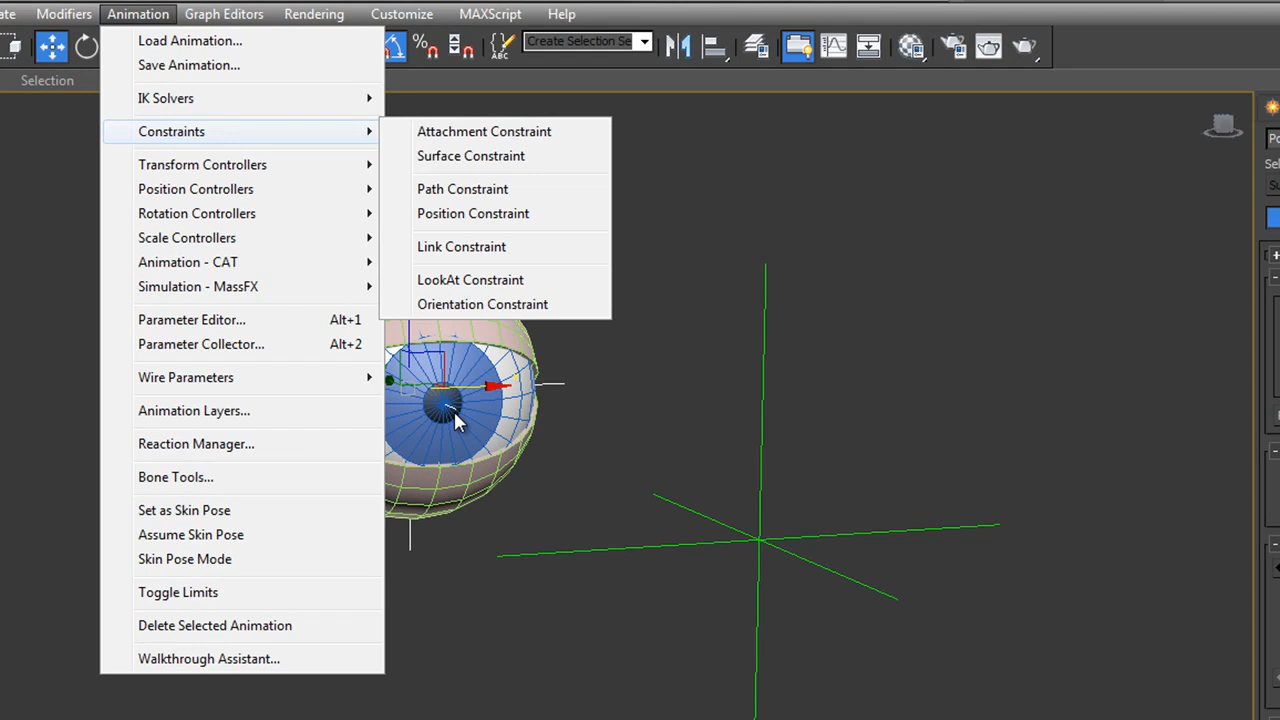 ate Modifiers Animation Graph Editors Rendering Customize MAXScript Help
% ABC Create Selection Se
Selection
Load Animation...
Save Animation...
IK Solvers
Constraints
Transform Controllers
Position Controllers
Rotation Controllers
Scale Controllers
Animation - CAT
Simulation - MassFX
Parameter Editor... Alt+1
Parameter Collector... Alt+2
Wire Parameters
Animation Layers...
Reaction Manager...
Bone Tools...
Set as Skin Pose
Assume Skin Pose
Skin Pose Mode
Toggle Limits
Delete Selected Animation
Walkthrough Assistant...
Attachment Constraint
Surface Constraint
Path Constraint
Position Constraint
Link Constraint
LookAt Constraint
Orientation Constraint
Po
Sel